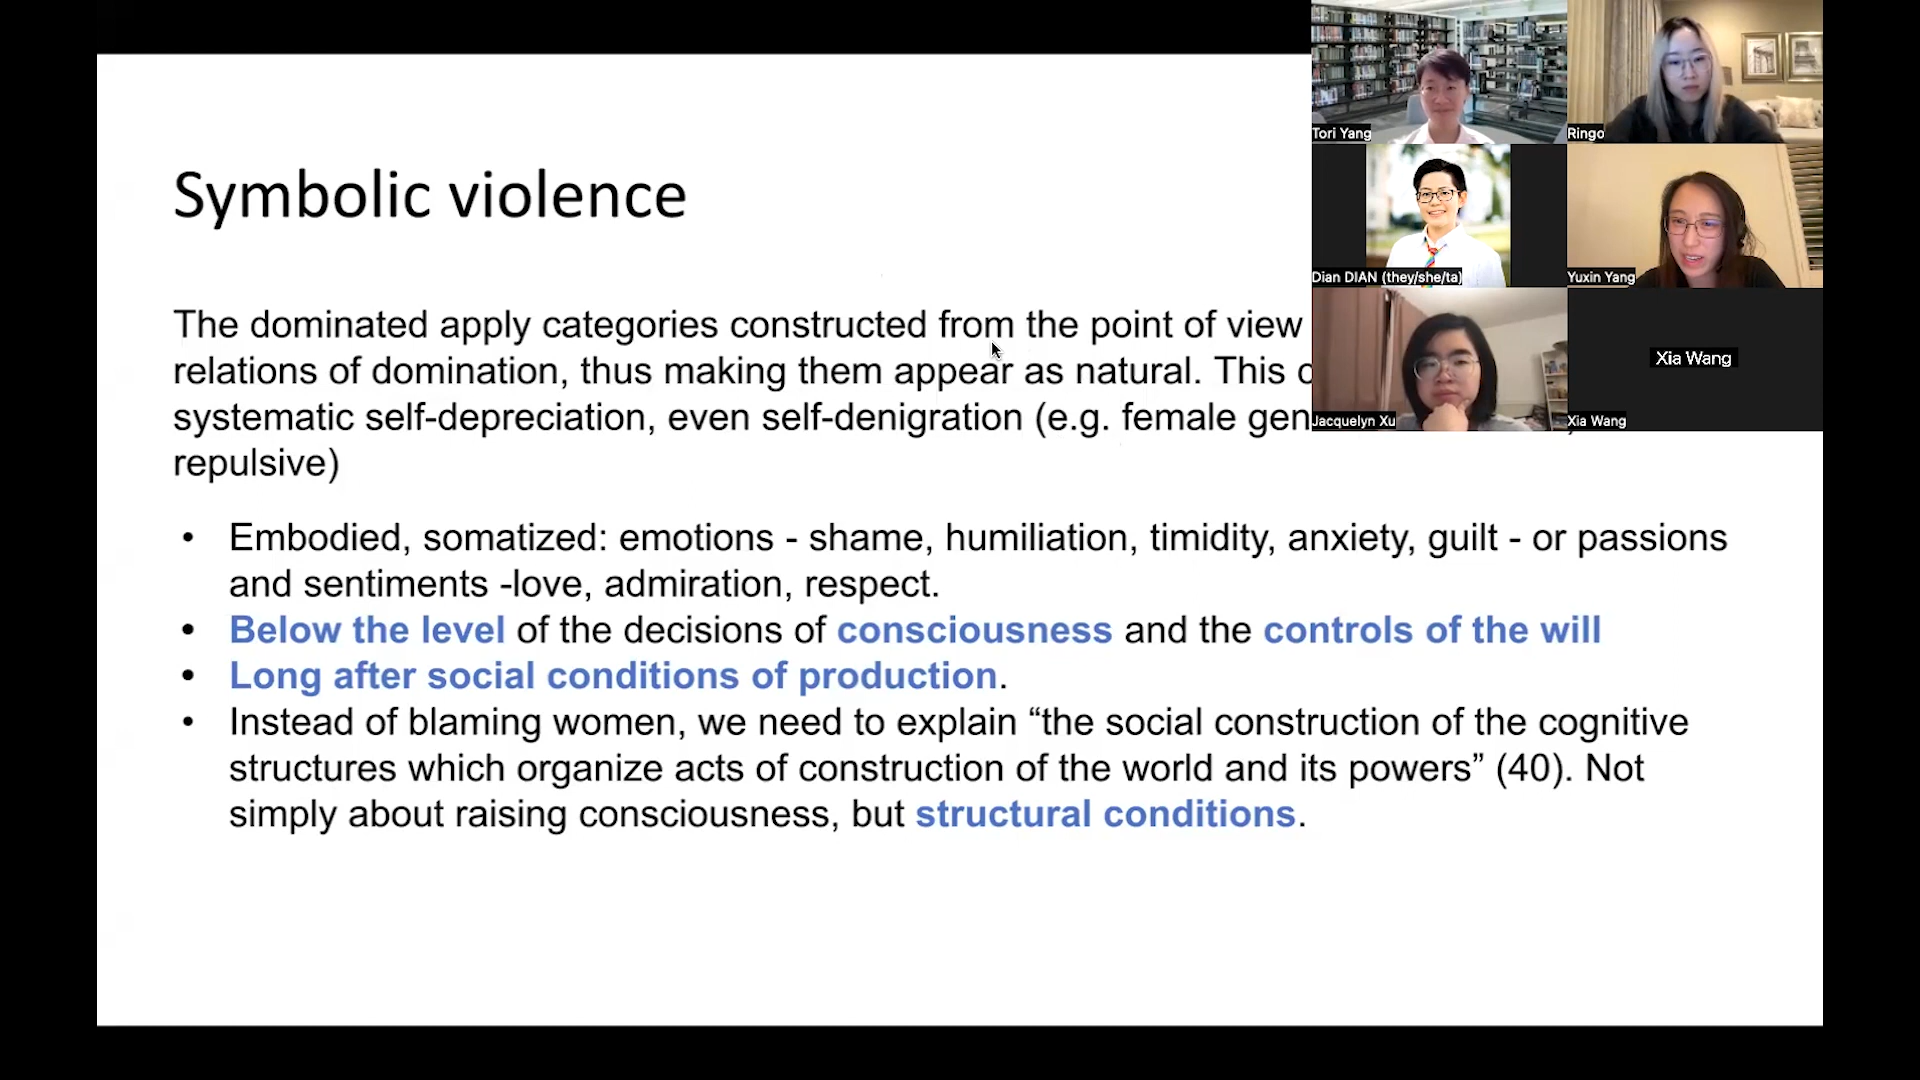 Symbolic violence
The dominated apply categories constructed from the point of view
relations of domination, thus making them appear as natural. This
systematic self-depreciation, even self-denigration (e.g. female
repulsive)
• Embodied, somatized: emotions - shame, humiliation, timidity, anxiety, guilt - or passions
and sentiments -love, admiration, respect.
• Below the level of the decisions of consciousness and the controls of the will
• Long after social conditions of production.
• Instead of blaming women, we need to explain “the social construction of the cognitive
structures which organize acts of construction of the world and its powers” (40). Not
simply about raising consciousness, but structural conditions.
Tori Yang
Ringo
Dian DIAN (they/she/ta)
Yuxin Yang
Jacquelyn Xu
Xia Wang
Xia Wang